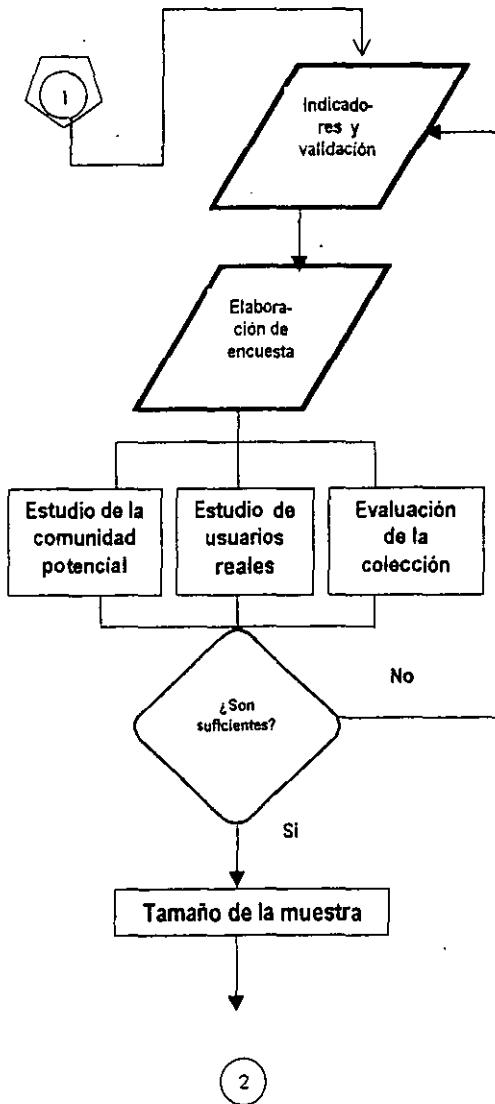 1
Indicado-
res y
validación
Elabora-
ción de
encuesta
Estudio de la
comunidad
potencial
Estudio de
usuarios
reales
Evaluación
de la
colección
¿Son
suficientes?
No
Si
Tamaño de la muestra
2